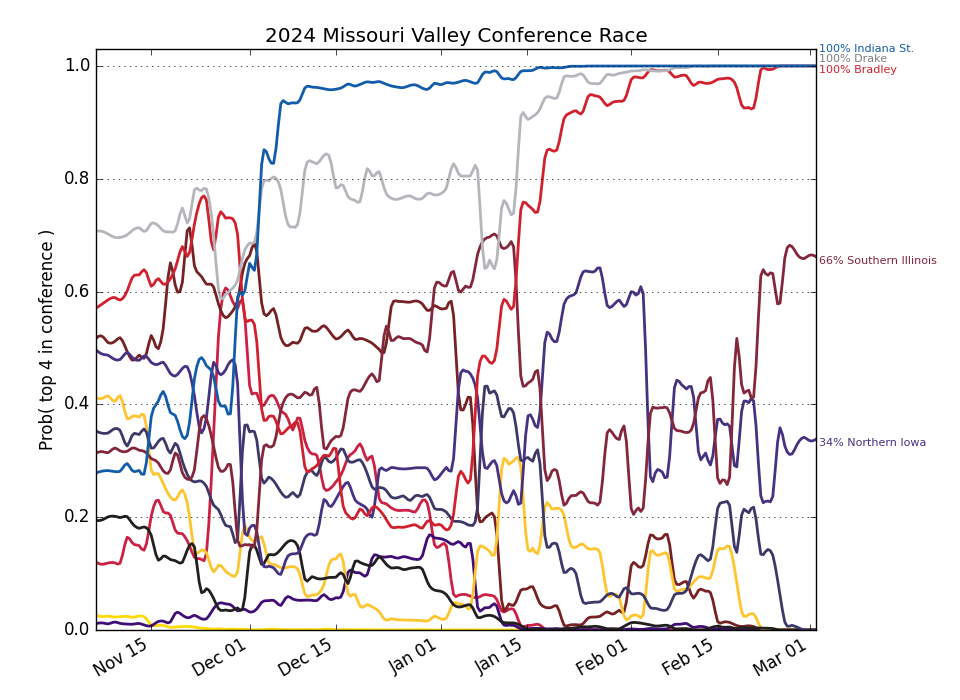 2024 Missouri Valley Conference Race
Prob( top 4 in conference )
1.0
0.8
0.6
0.4
0.2
0.0
Nov 15
Dec 01
Dec 15
Jan 01
Jan 15
Feb 01
Feb 15
Mar 01
100% Indiana St.
100% Drake
100% Bradley
66% Southern Illinois
34% Northern Iowa